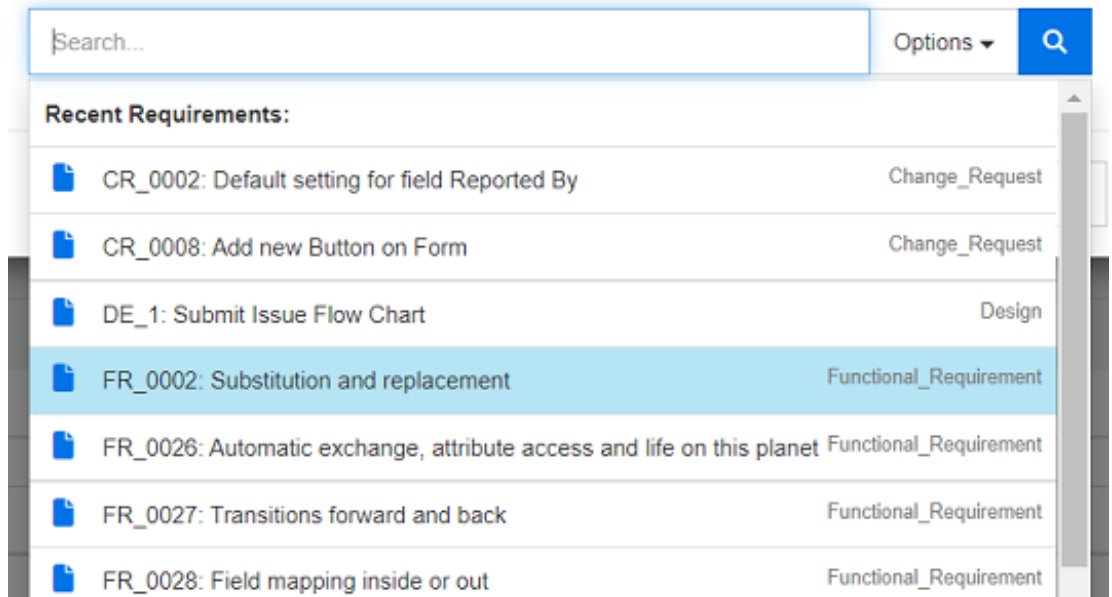 Search...
Options
Recent Requirements:
CR_0002: Default setting for field Reported By Change_Request
CR_0008: Add new Button on Form Change_Request
DE_1: Submit Issue Flow Chart Design
FR_0002: Substitution and replacement Functional_Requirement
FR_0026: Automatic exchange, attribute access and life on this planet Functional_Requirement
FR_0027: Transitions forward and back Functional_Requirement
FR_0028: Field mapping inside or out Functional_Requirement